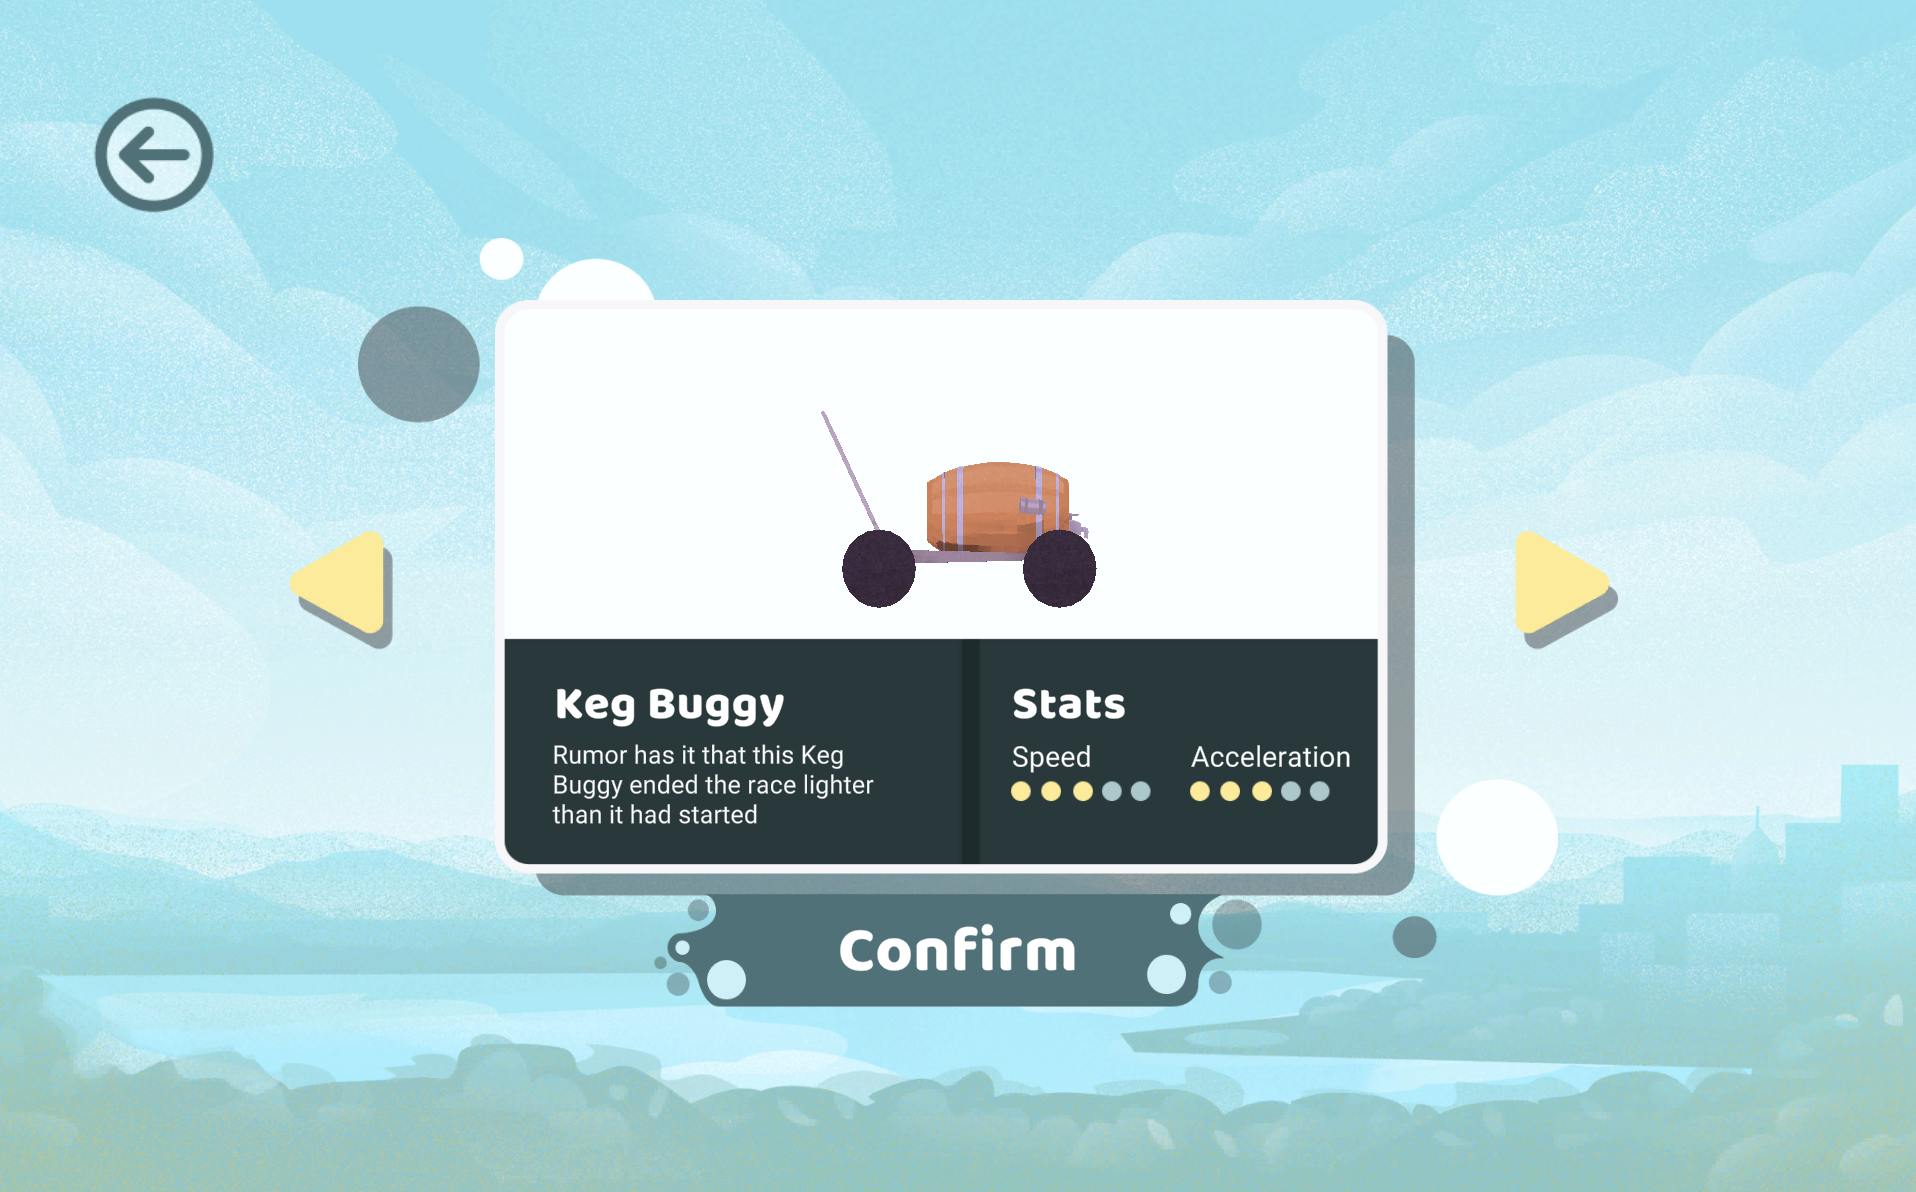 Keg Buggy
Rumor has it that this Keg
Buggy ended the race lighter
than it had started
Stats
Speed
Acceleration
Confirm